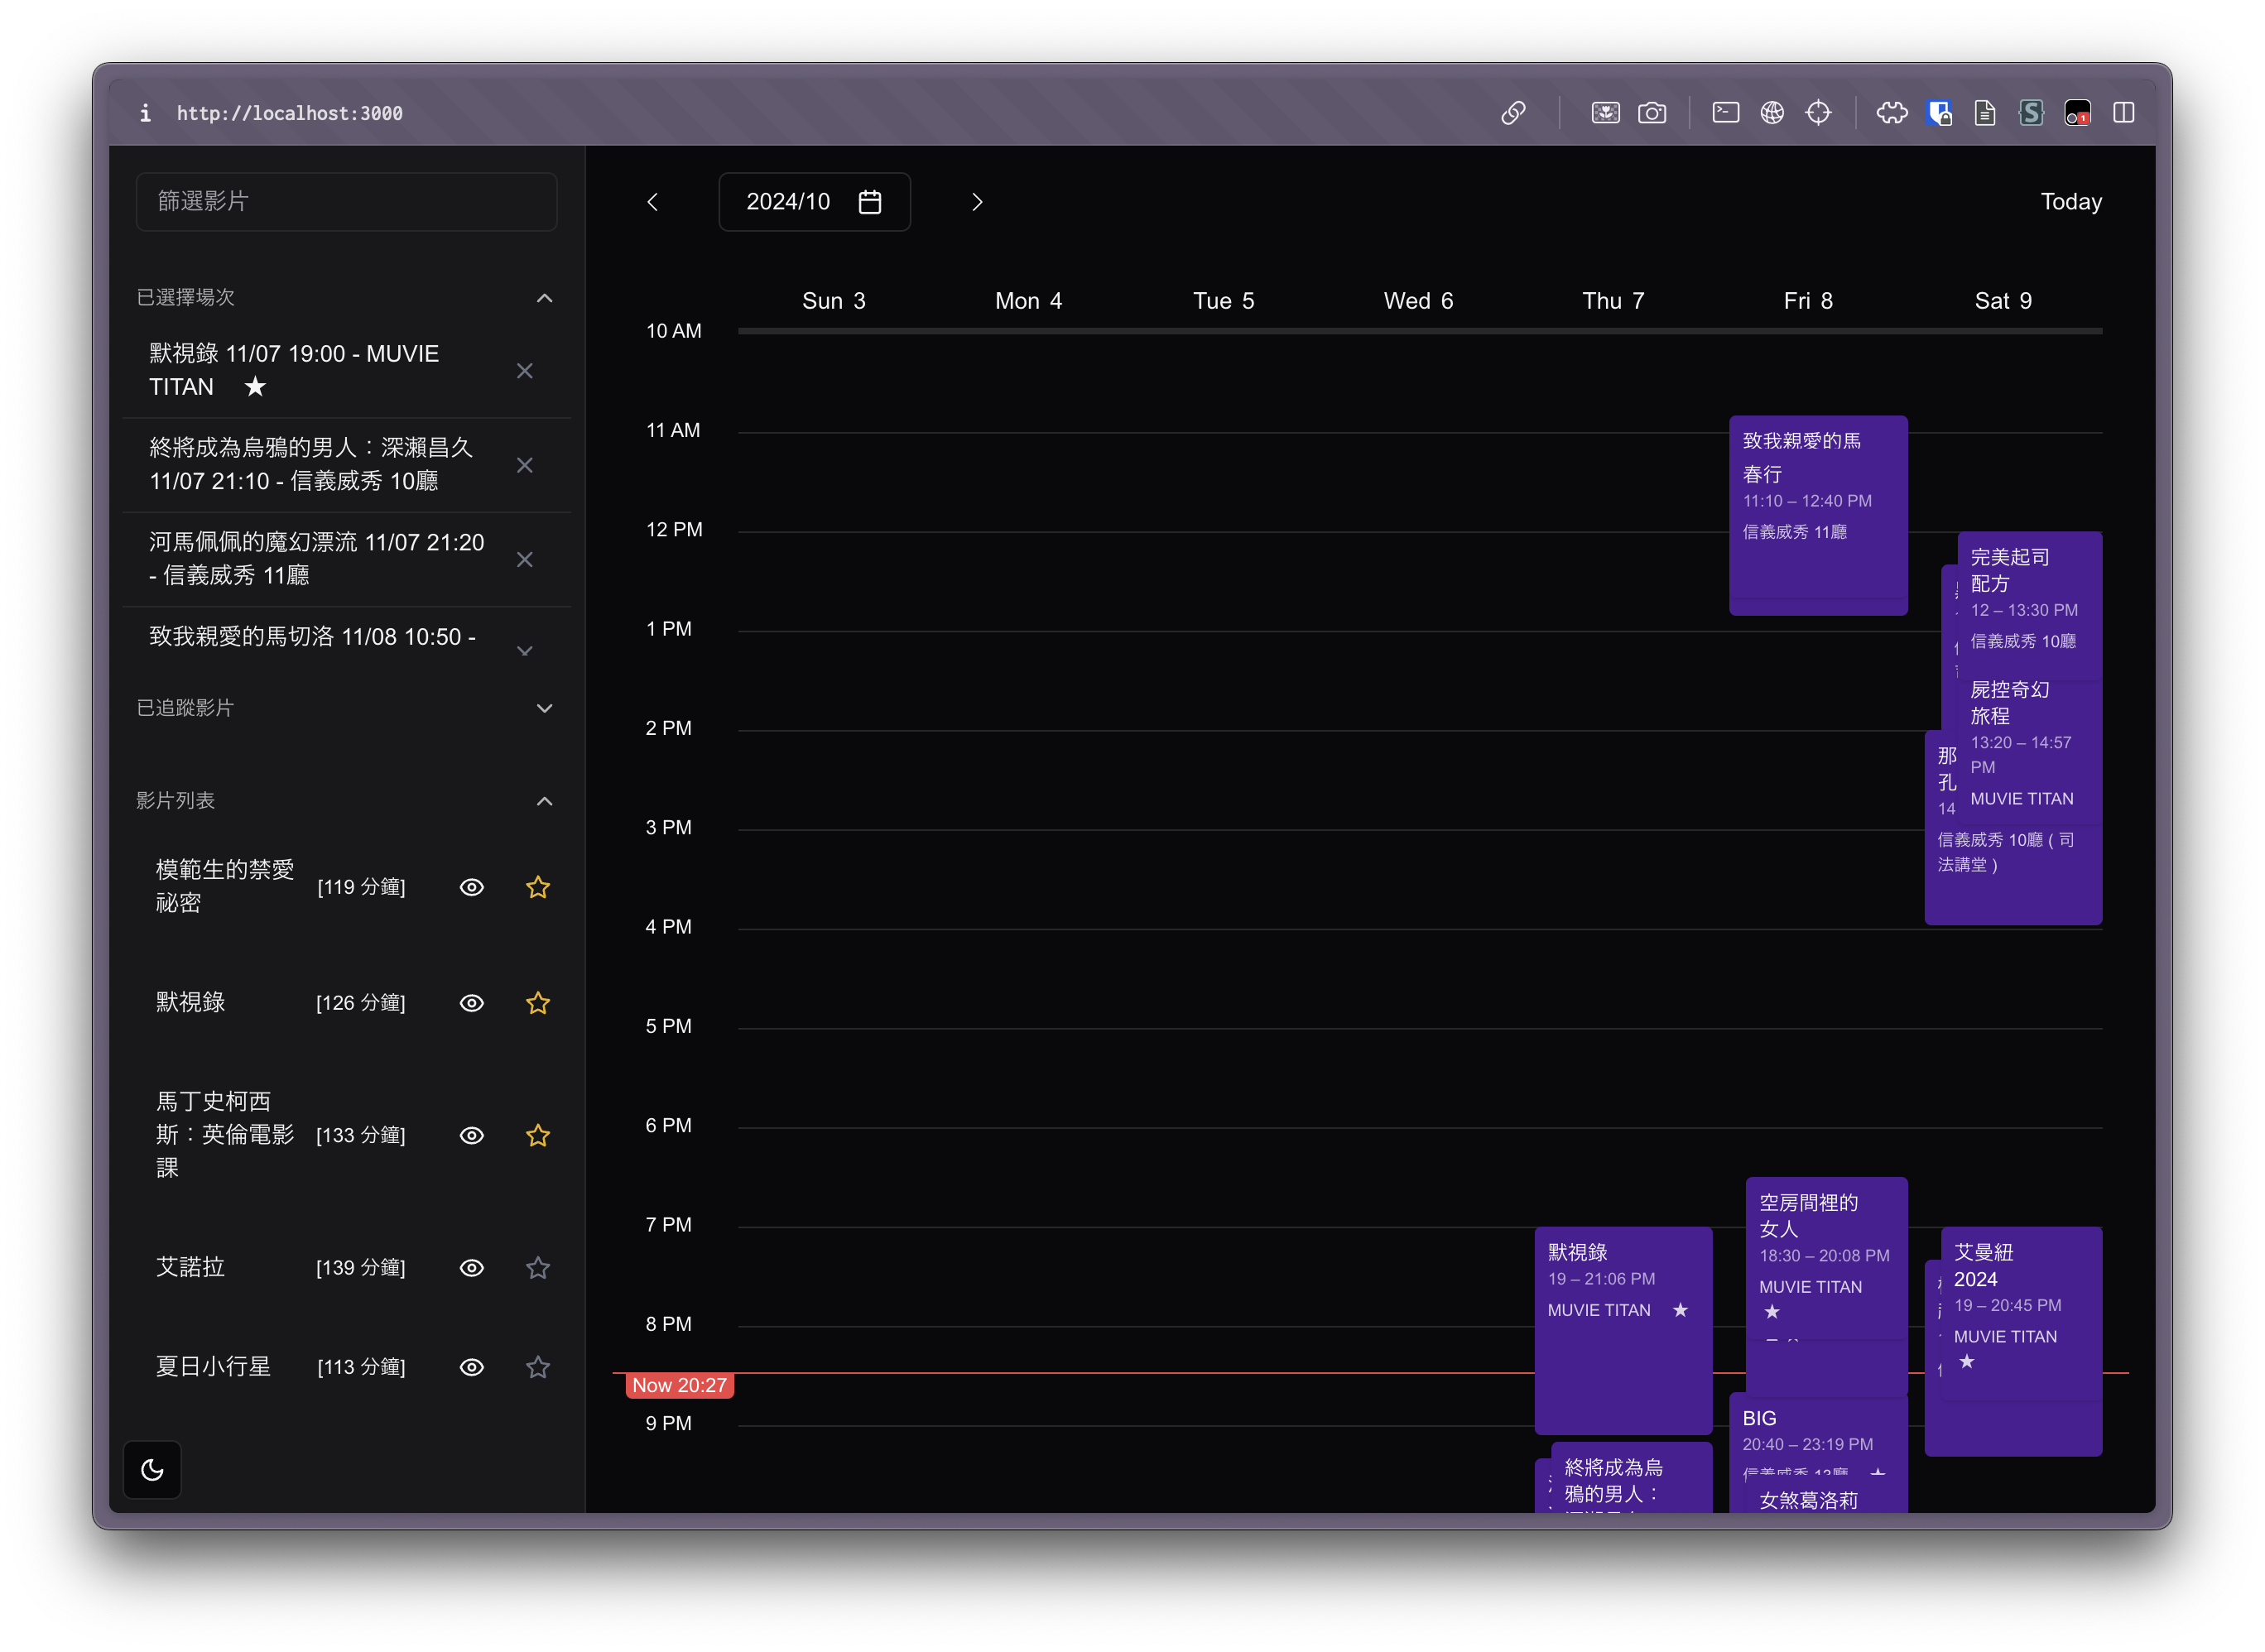 http://localhost:3000
篩選影片
已選擇場次
默視錄 11/07 19:00 - MUVIE
TITAN ★
終將成為烏鴉的男人：深瀨昌久
11/07 21:10 - 信義威秀 10廳
河馬佩佩的魔幻漂流 11/07 21:20
- 信義威秀 11廳
致我親愛的馬切洛 11/08 10:50 -
已追蹤影片
影片列表
模範生的禁愛
祕密
[119 分鐘]
默視錄
[126 分鐘]
馬丁史柯西
斯：英倫電影
課
[133 分鐘]
艾諾拉
[139 分鐘]
夏日小行星
[113 分鐘]
2024/10
Today
Sun 3
Mon 4
Tue 5
Wed 6
Thu 7
Fri 8
Sat 9
10 AM
11 AM
12 PM
1 PM
2 PM
3 PM
4 PM
5 PM
6 PM
7 PM
8 PM
Now 20:27
9 PM
默視錄
19 – 21:06 PM
MUVIE TITAN ★
終將成為烏
鴉的男人：
致我親愛的馬
春行
11:10 – 12:40 PM
信義威秀 11廳
空房間裡的
女人
18:30 – 20:08 PM
MUVIE TITAN
★
BIG
20:40 – 23:19 PM
信義威秀 13廳 ★
女煞葛洛莉
完美起司
配方
12 – 13:30 PM
信義威秀 10廳
屍控奇幻
旅程
13:20 – 14:57
PM
MUVIE TITAN
那
孔
14
信義威秀 10廳 ( 司
法講堂 )
艾曼紐
2024
19 – 20:45 PM
MUVIE TITAN
★